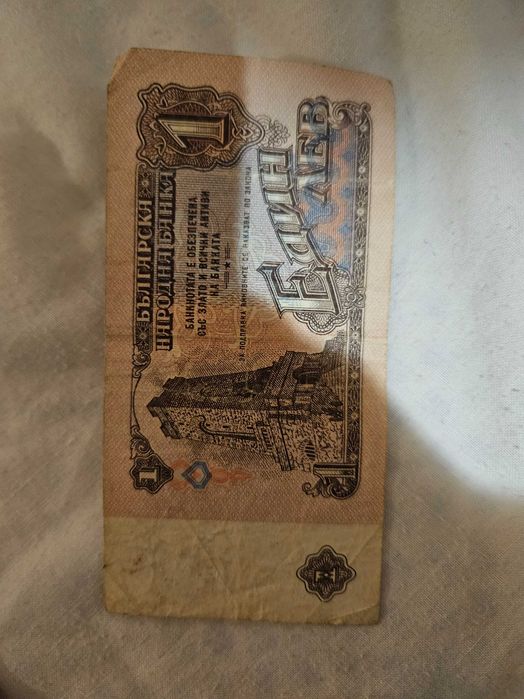 1
БЪЛГАРСКА
НАРОДНА БАНКА
БАНКНОТАТА Е ОБЕЗПЕЧЕНА
СЪС ЗЛАТО И ВСИЧКИ АКТИВИ
НА БАНКАТА
ЗА ПОДПРАВКА ВИНОВНИТЕ СЕ НАКАЗВАТ ПО ЗАКОНА
ЕДИН
ЛЕВ
1
1